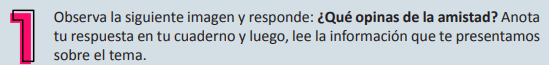 1 Observa la siguiente imagen y responde: ¿Qué opinas de la amistad? Anota
tu respuesta en tu cuaderno y luego, lee la información que te presentamos
sobre el tema.